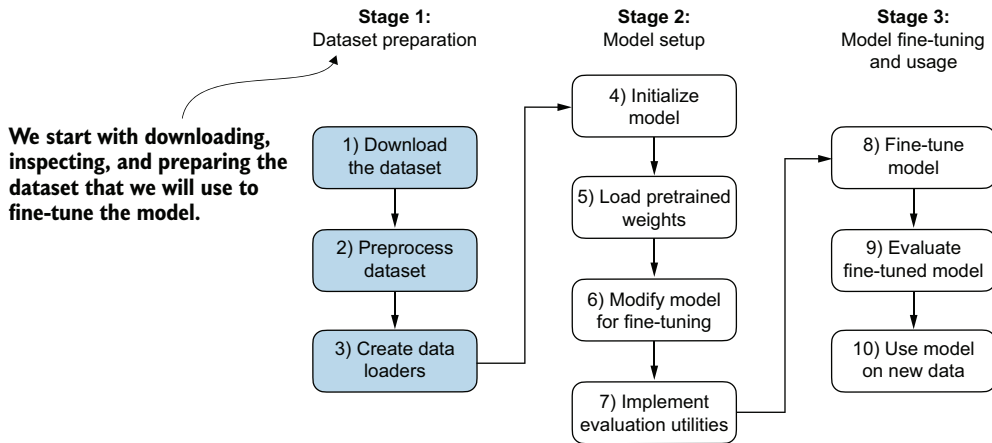 Stage 1:
Dataset preparation
Stage 2:
Model setup
Stage 3:
Model fine-tuning
and usage
We start with downloading,
inspecting, and preparing the
dataset that we will use to
fine-tune the model.
1) Download
the dataset
2) Preprocess
dataset
3) Create data
loaders
4) Initialize
model
5) Load pretrained
weights
6) Modify model
for fine-tuning
7) Implement
evaluation utilities
8) Fine-tune
model
9) Evaluate
fine-tuned model
10) Use model
on new data